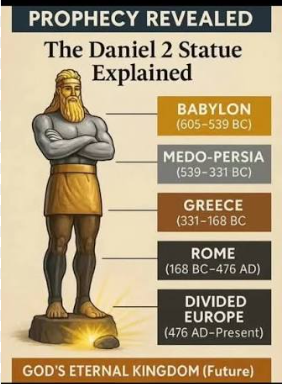 PROPHECY REVEALED
The Daniel 2 Statue
Explained
BABYLON
(605–539 BC)
MEDO-PERSIA
(539–331 BC)
GREECE
(331–168 BC
ROME
(168 BC–476 AD)
DIVIDED
EUROPE
(476 AD–Present)
GOD'S ETERNAL KINGDOM (Future)